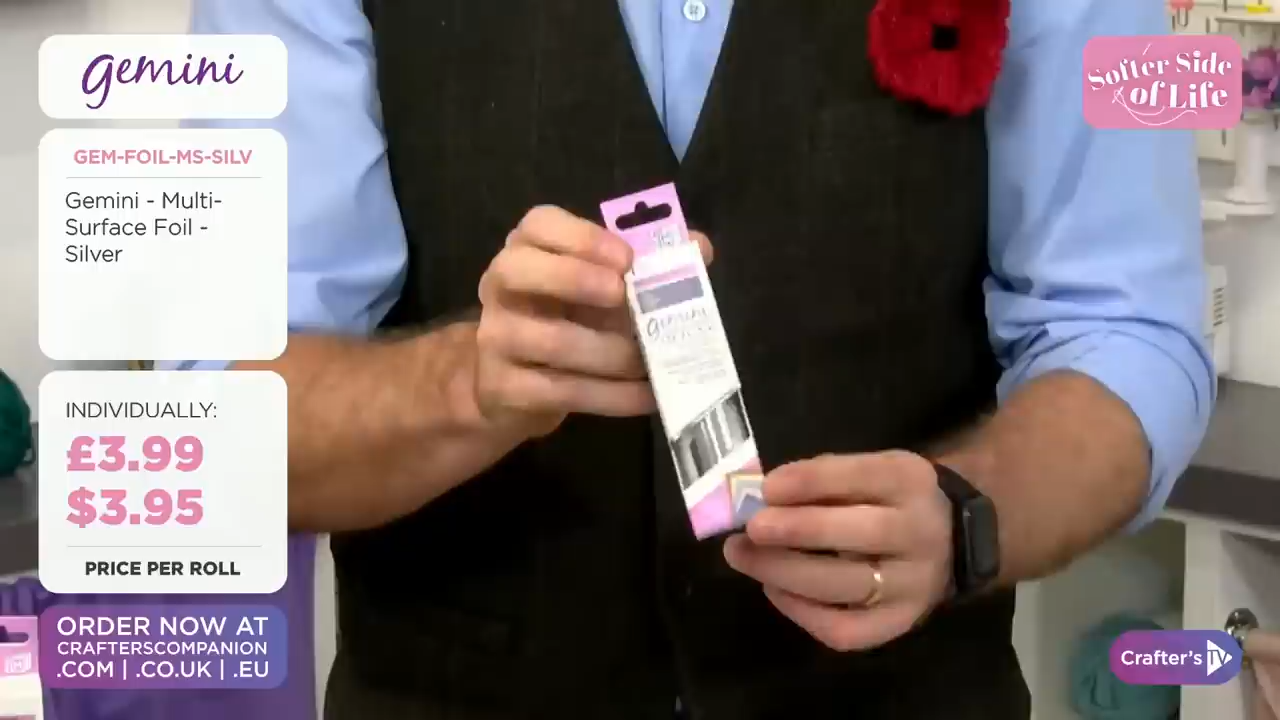 gemini
GEM-FOIL-MS-SILV
Gemini - Multi-
Surface Foil -
Silver
INDIVIDUALLY:
£3.99
$3.95
PRICE PER ROLL
ORDER NOW AT
CRAFTERSCOMPANION
.COM | .CO.UK | .EU
gemini
Softer Side
of Life
Crafter's TV